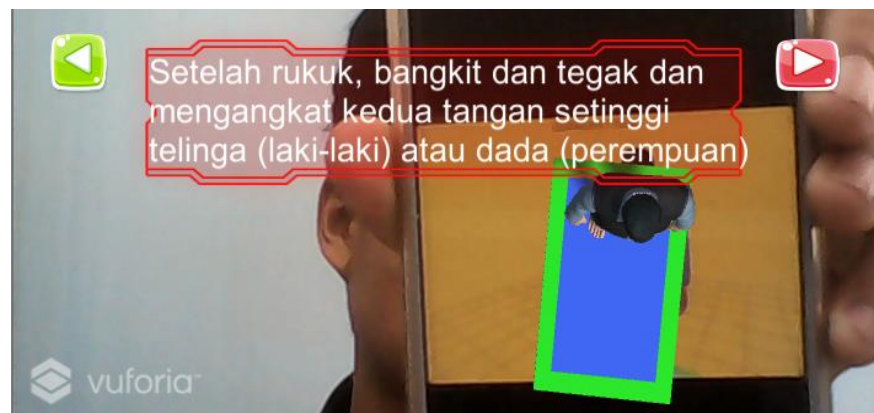 Setelah rukuk, bangkit dan tegak dan
mengangkat kedua tangan setinggi
telinga (laki-laki) atau dada (perempuan)
vuforia